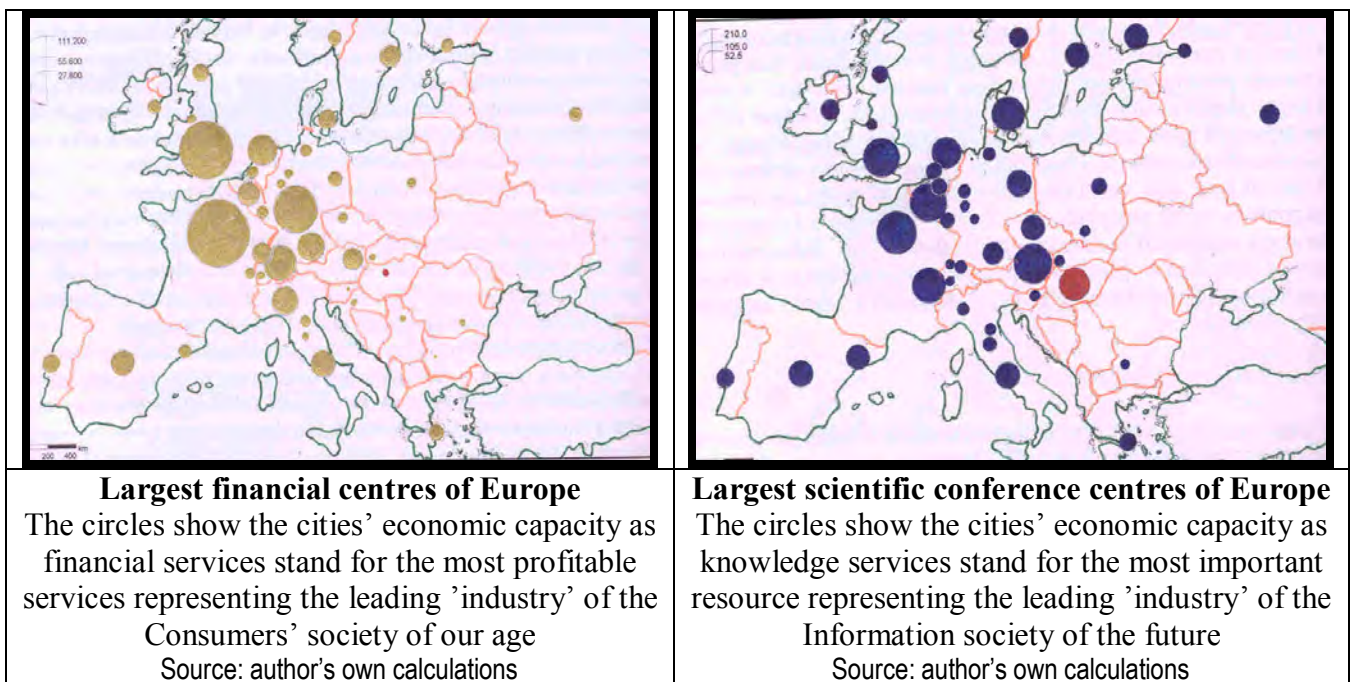 111.200
55.600
27.800
200 400 km
210.0
105.0
52.5
Largest financial centres of Europe
The circles show the cities’ economic capacity as
financial services stand for the most profitable
services representing the leading ’industry’ of the
Consumers’ society of our age
Source: author’s own calculations
Largest scientific conference centres of Europe
The circles show the cities’ economic capacity as
knowledge services stand for the most important
resource representing the leading ’industry’ of the
Information society of the future
Source: author’s own calculations